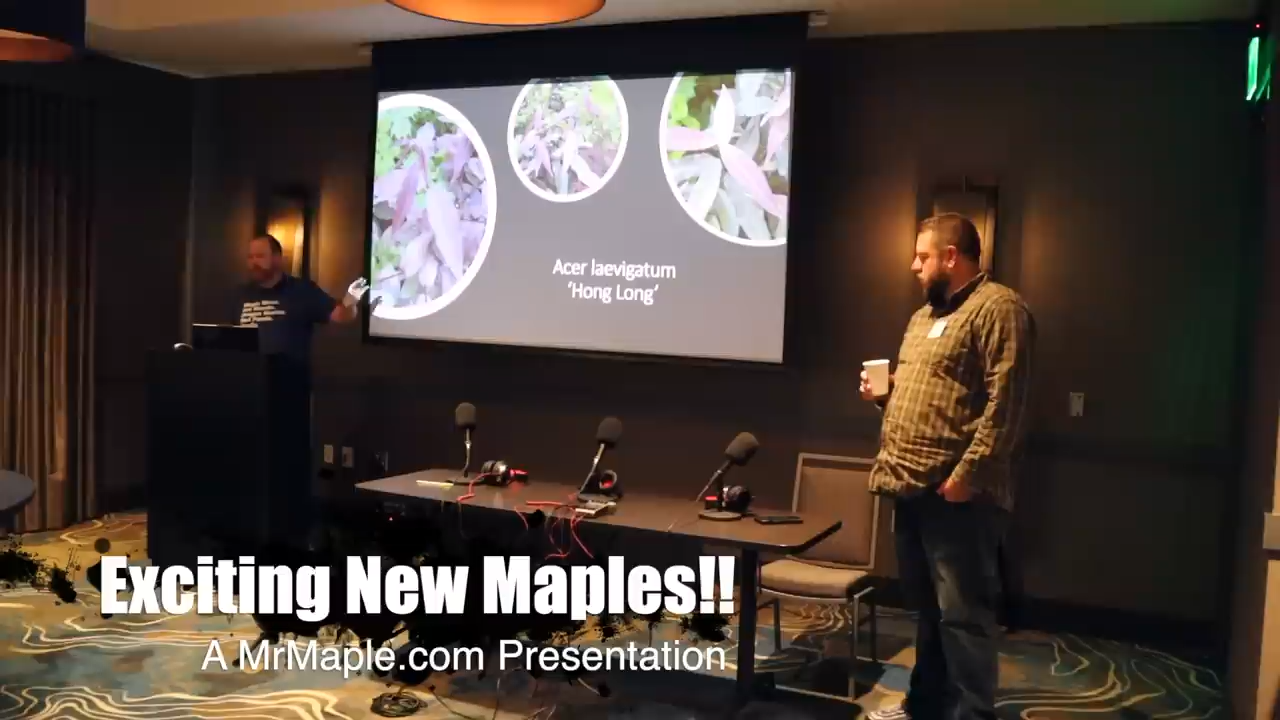 Acer laevigatum
‘Hong Long’
Exciting New Maples!!
A MrMaple.com Presentation